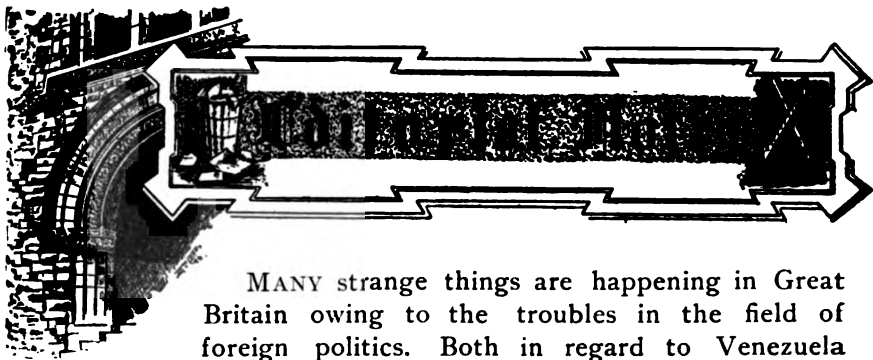 MANY strange things are happening in Great
Britain owing to the troubles in the field of
foreign politics. Both in regard to Venezuela